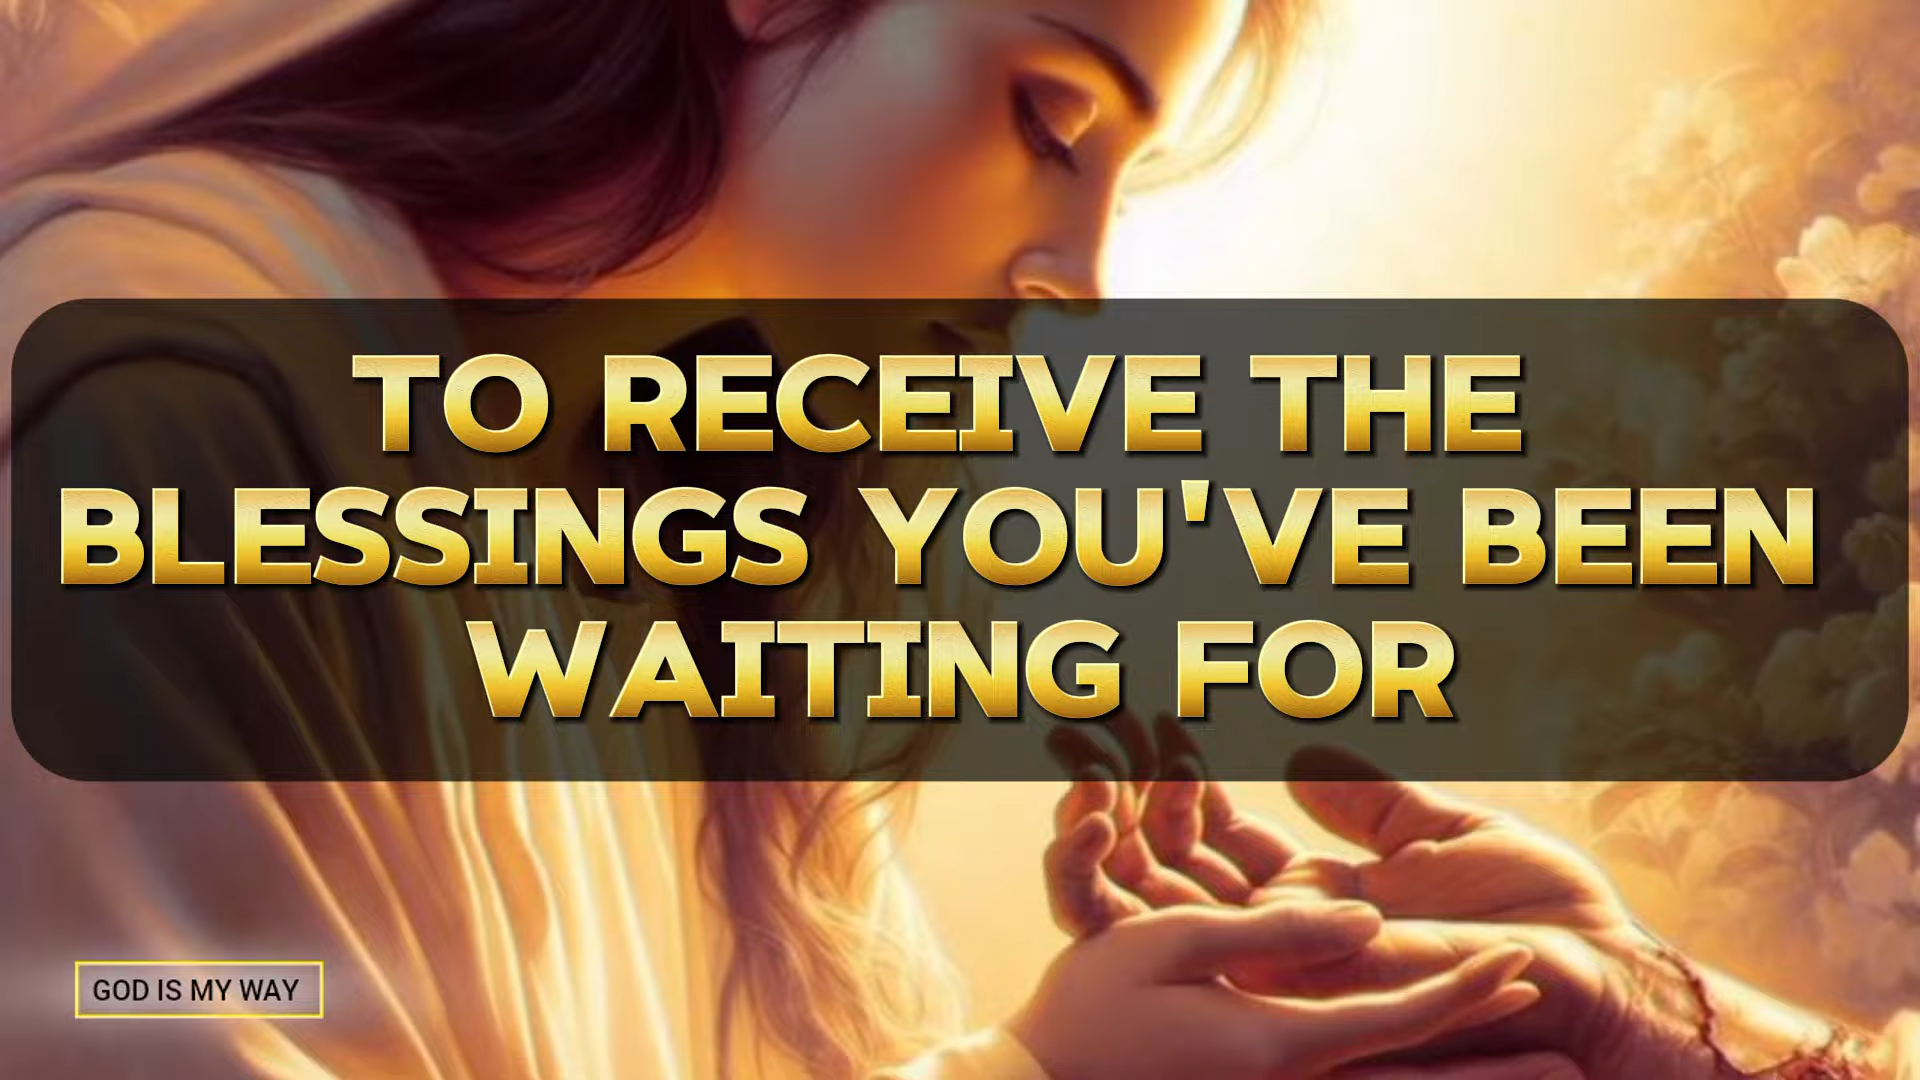 TO RECEIVE THE
BLESSINGS YOU'VE BEEN
WAITING FOR
GOD IS MY WAY